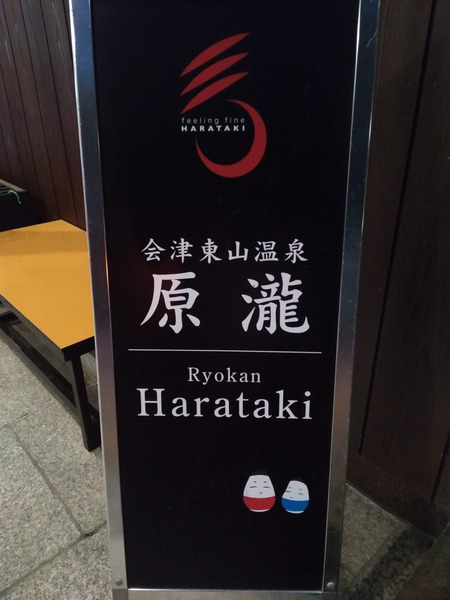 feeling fine
HARATAKI
会津東山温泉
原瀧
Ryokan
Harataki